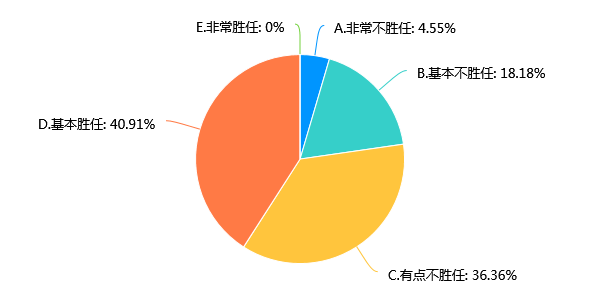 E.非常胜任: 0%
A.非常不胜任: 4.55%
B.基本不胜任: 18.18%
D.基本胜任: 40.91%
C.有点不胜任: 36.36%